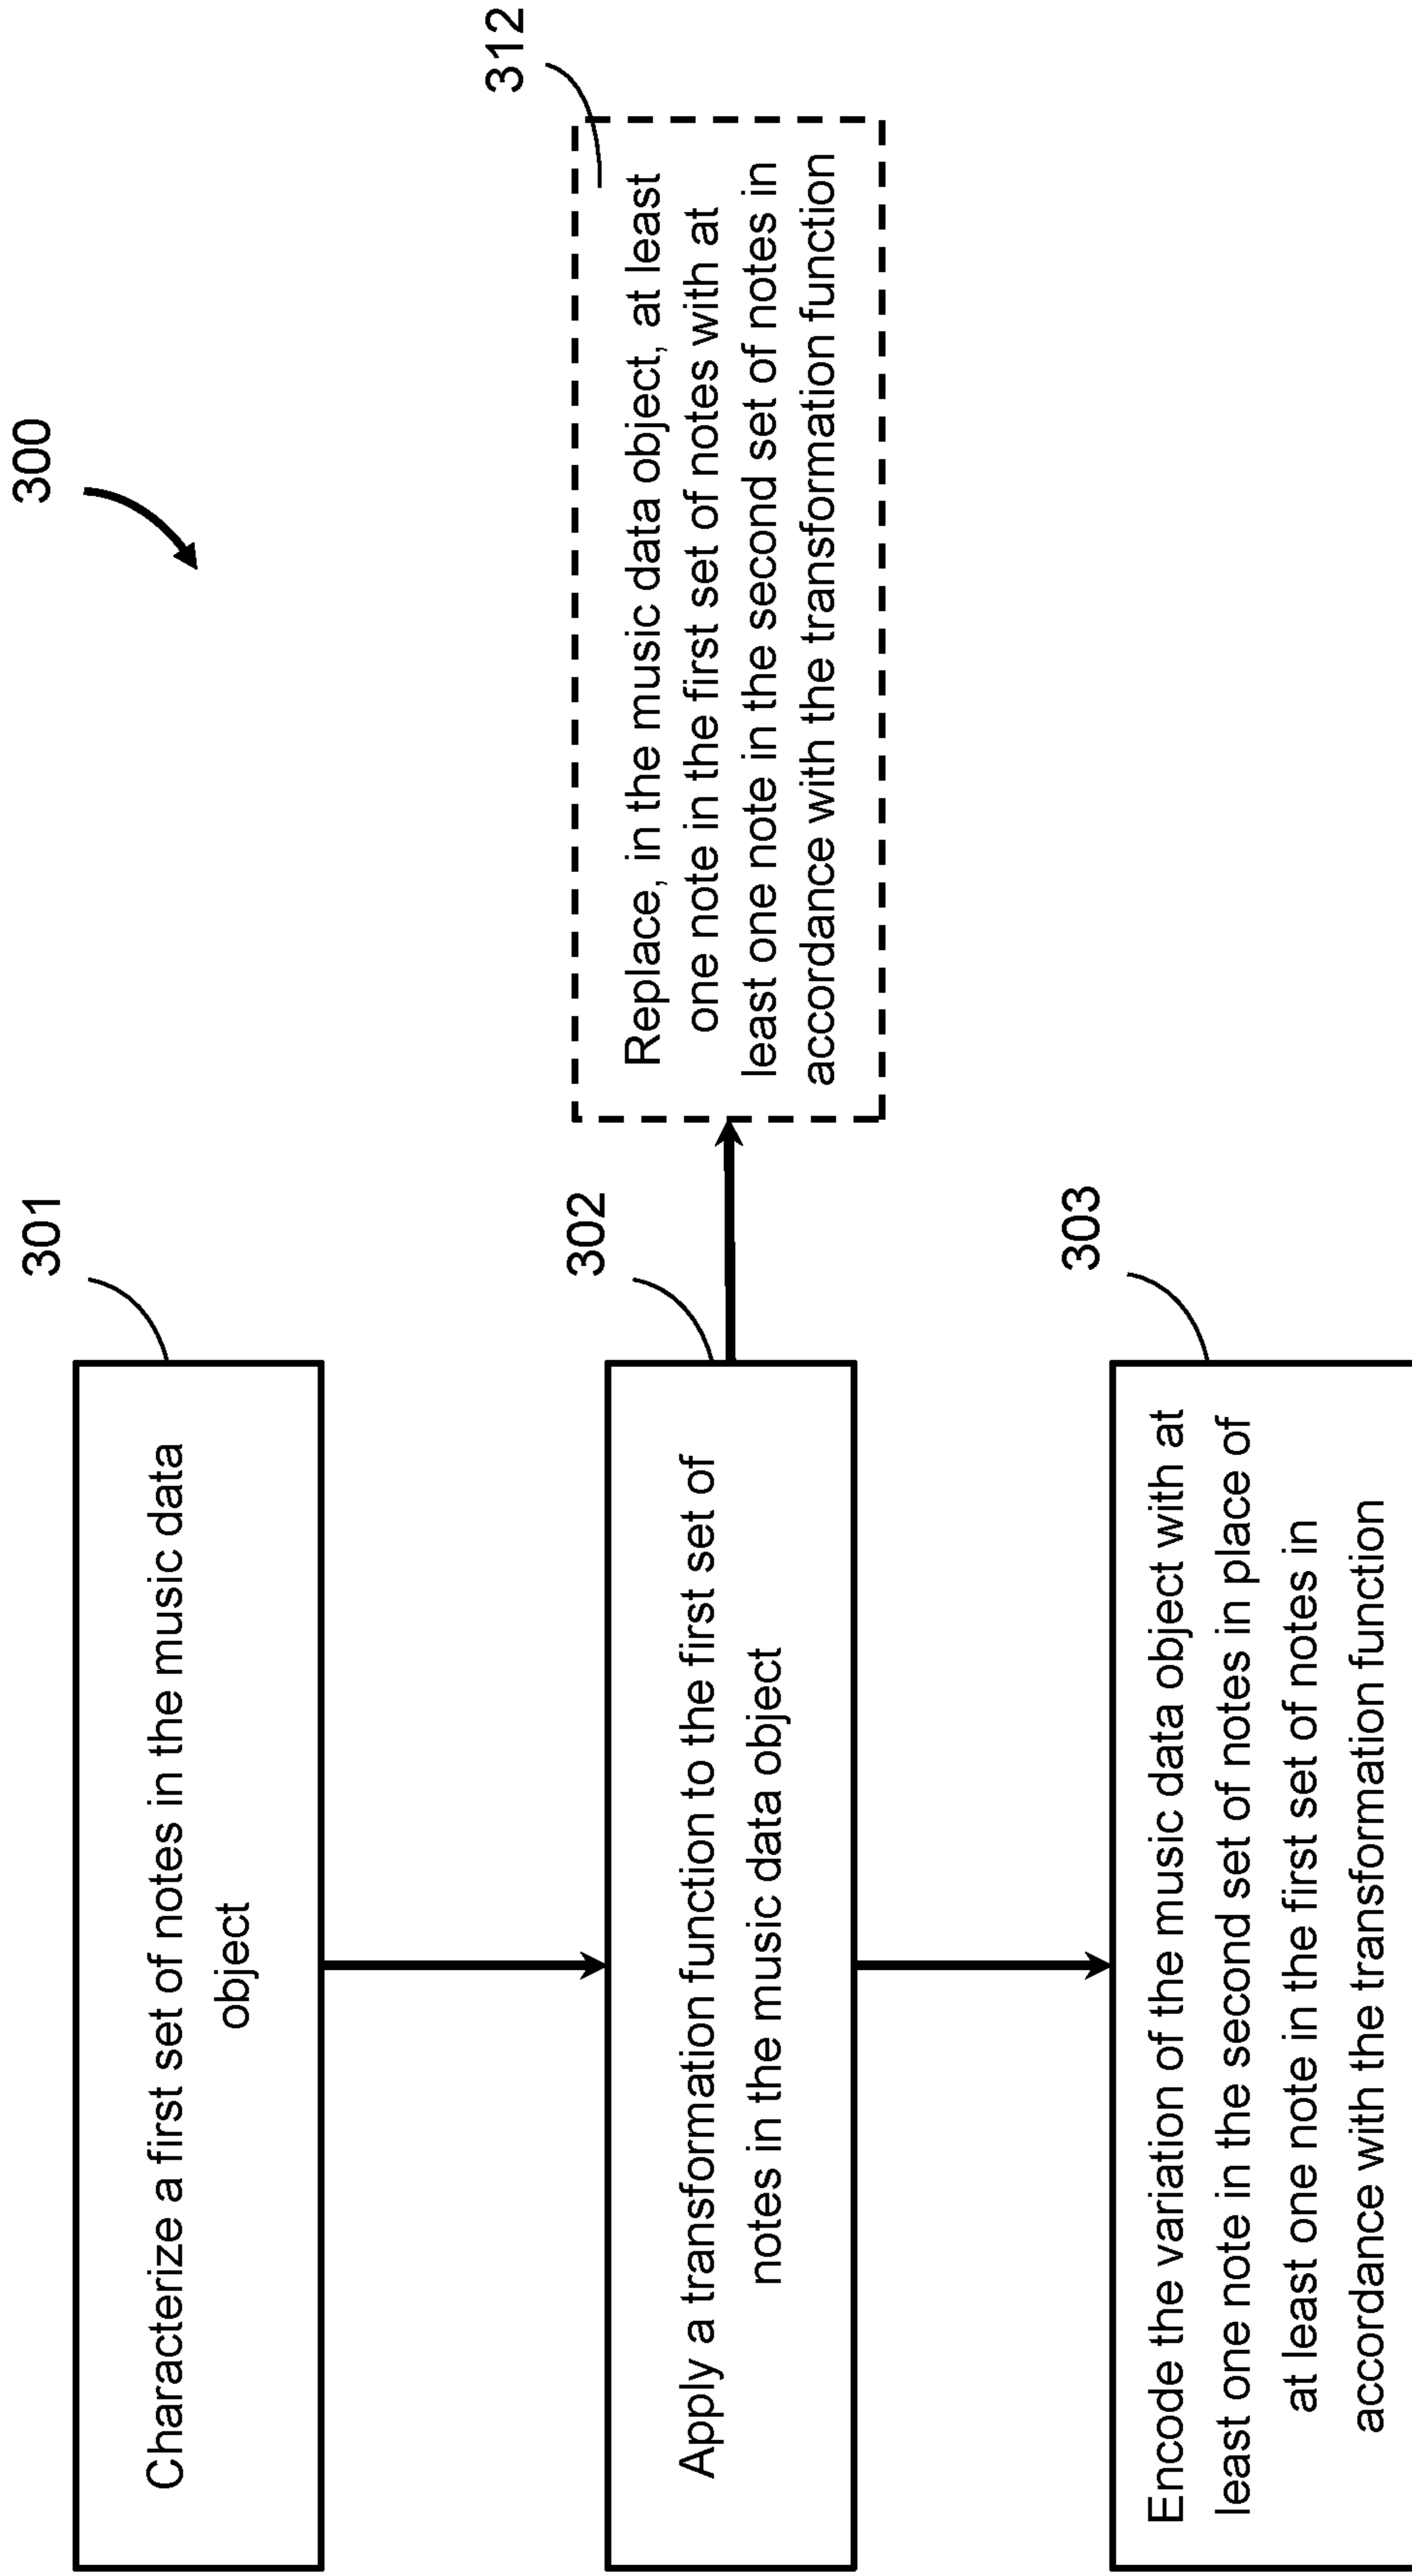 300
301
Characterize a first set of notes in the music data
object
302
Apply a transformation function to the first set of
notes in the music data object
312
Replace, in the music data object, at least
one note in the first set of notes with at
least one note in the second set of notes in
accordance with the transformation function
303
Encode the variation of the music data object with at
least one note in the second set of notes in place of
at least one note in the first set of notes in
accordance with the transformation function